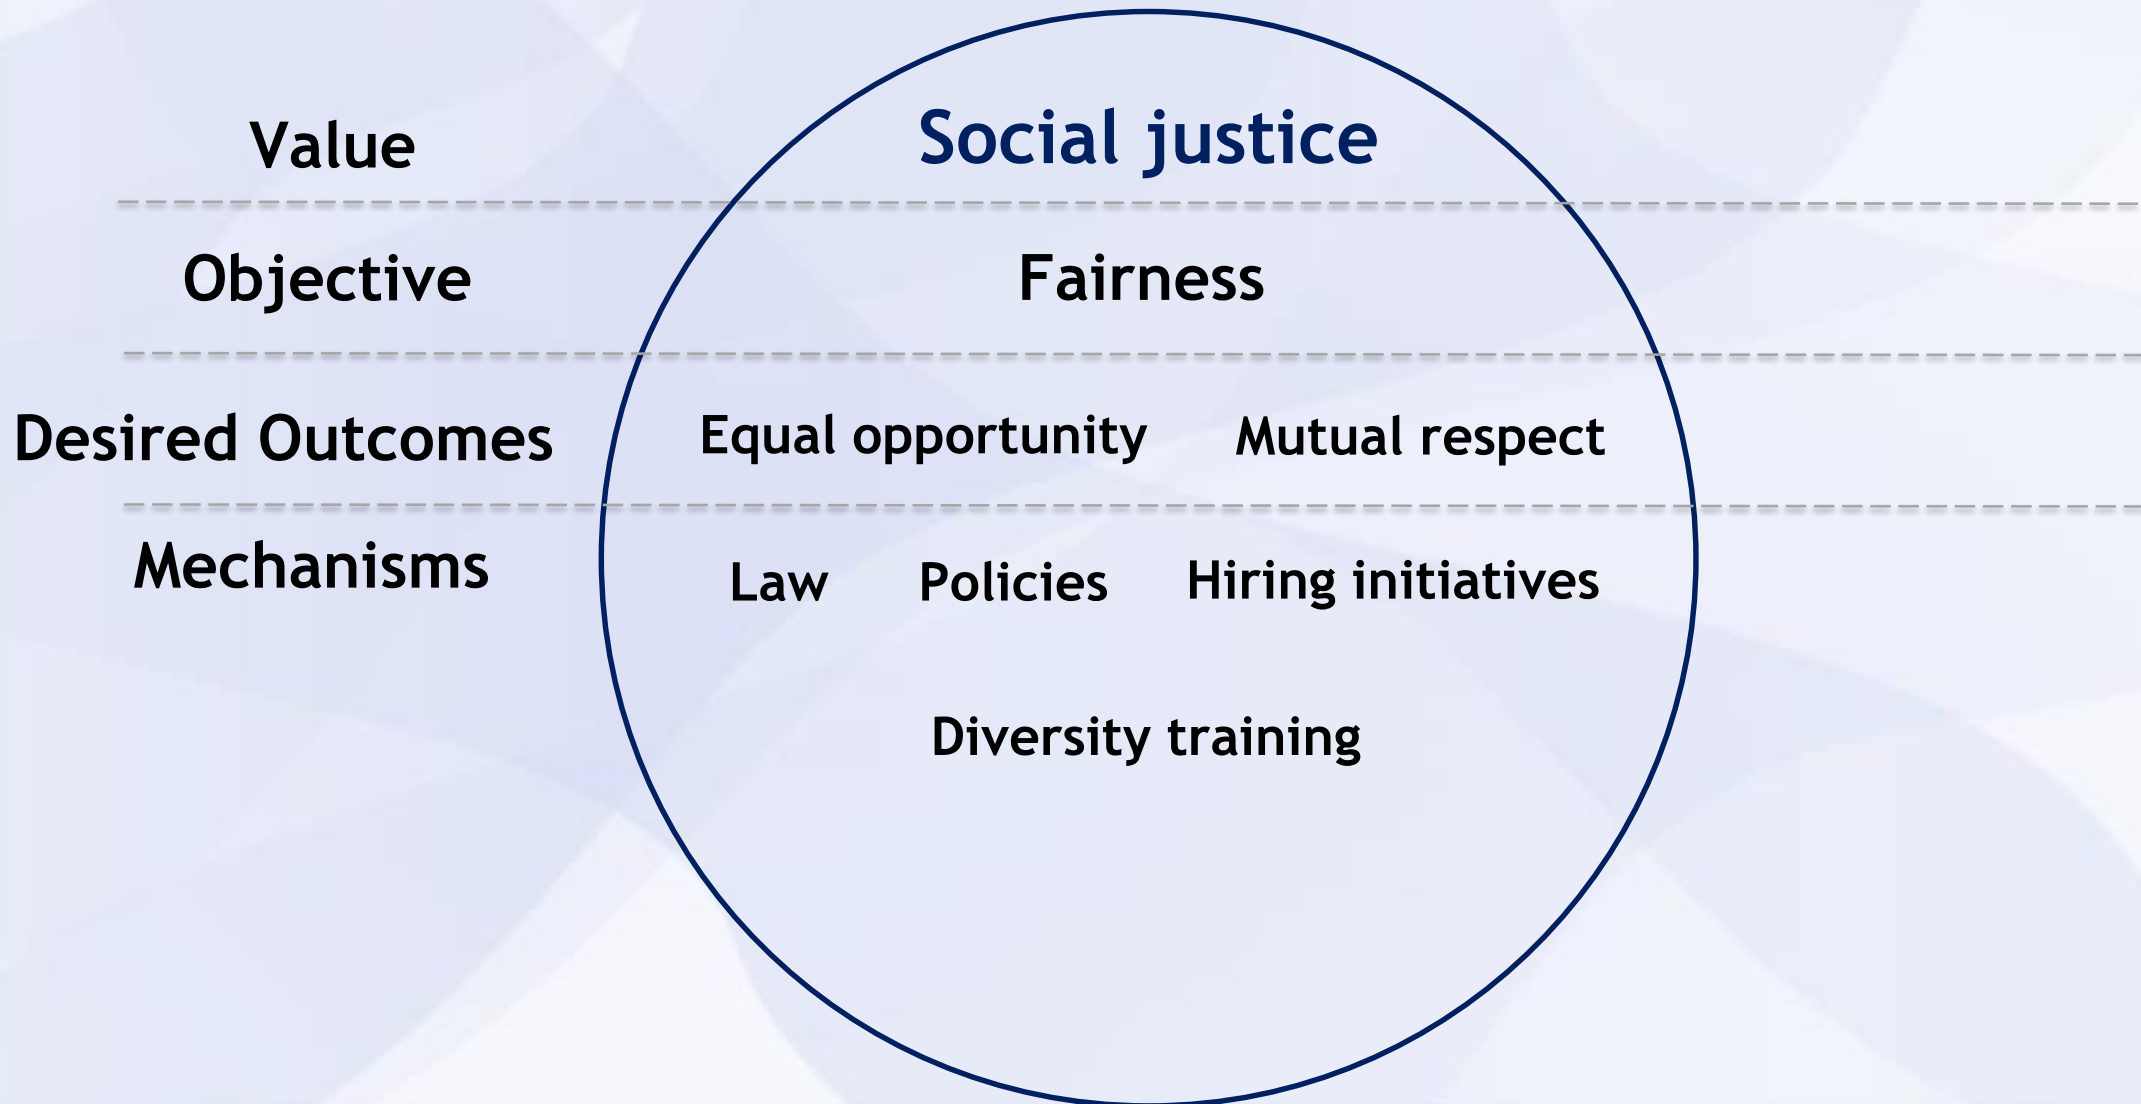 Value Social justice
Objective Fairness
Desired Outcomes Equal opportunity Mutual respect
Mechanisms Law Policies Hiring initiatives
Diversity training